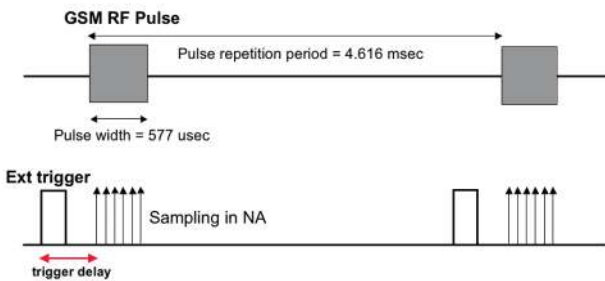 GSM RF Pulse
Pulse repetition period = 4.616 msec
Pulse width = 577 usec
Ext trigger
Sampling in NA
trigger delay